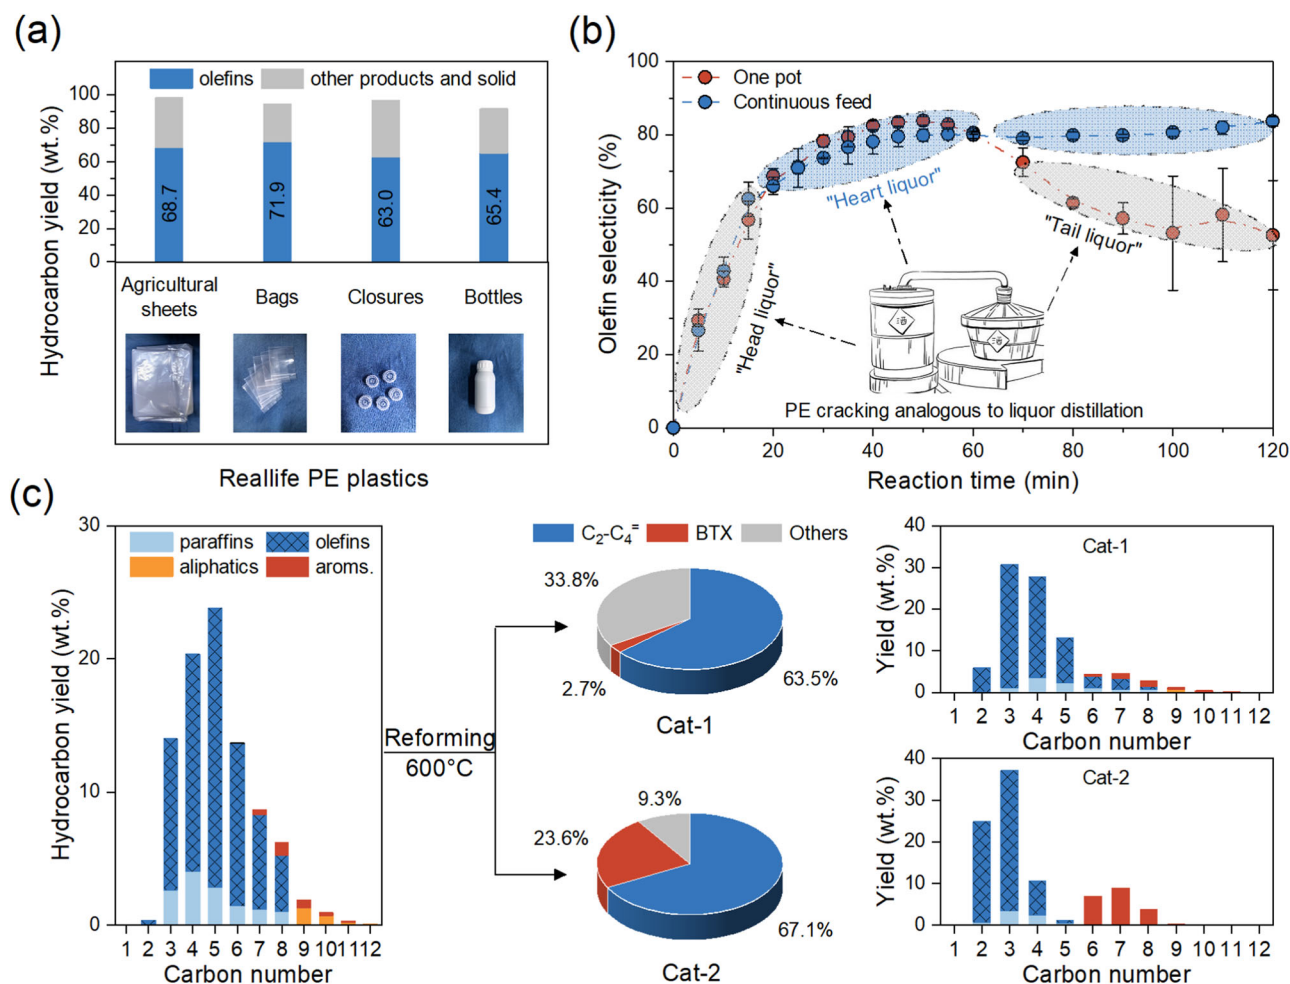 (a)
Hydrocarbon yield (wt.%)
olefins
other products and solid
100
80
60
40
20
0
68.7
71.9
63.0
65.4
Agricultural
sheets
Bags
Closures
Bottles
Reallife PE plastics
(b)
Olefin selecticity (%)
100
80
60
40
20
0
One pot
Continuous feed
"Heart liquor"
"Head liquor"
"Tail liquor"
酒
酒
PE cracking analogous to liquor distillation
0 20 40 60 80 100 120
Reaction time (min)
(c)
Hydrocarbon yield (wt.%)
30
20
10
0
paraffins
olefins
aliphatics
aroms.
1 2 3 4 5 6 7 8 9 10 11 12
Carbon number
Reforming
600°C
C₂-C₄⁼
BTX
Others
33.8%
2.7%
63.5%
Cat-1
9.3%
23.6%
67.1%
Cat-2
Yield (wt.%)
40
30
20
10
0
Cat-1
1 2 3 4 5 6 7 8 9 10 11 12
Carbon number
Yield (wt.%)
40
30
20
10
0
Cat-2
1 2 3 4 5 6 7 8 9 10 11 12
Carbon number